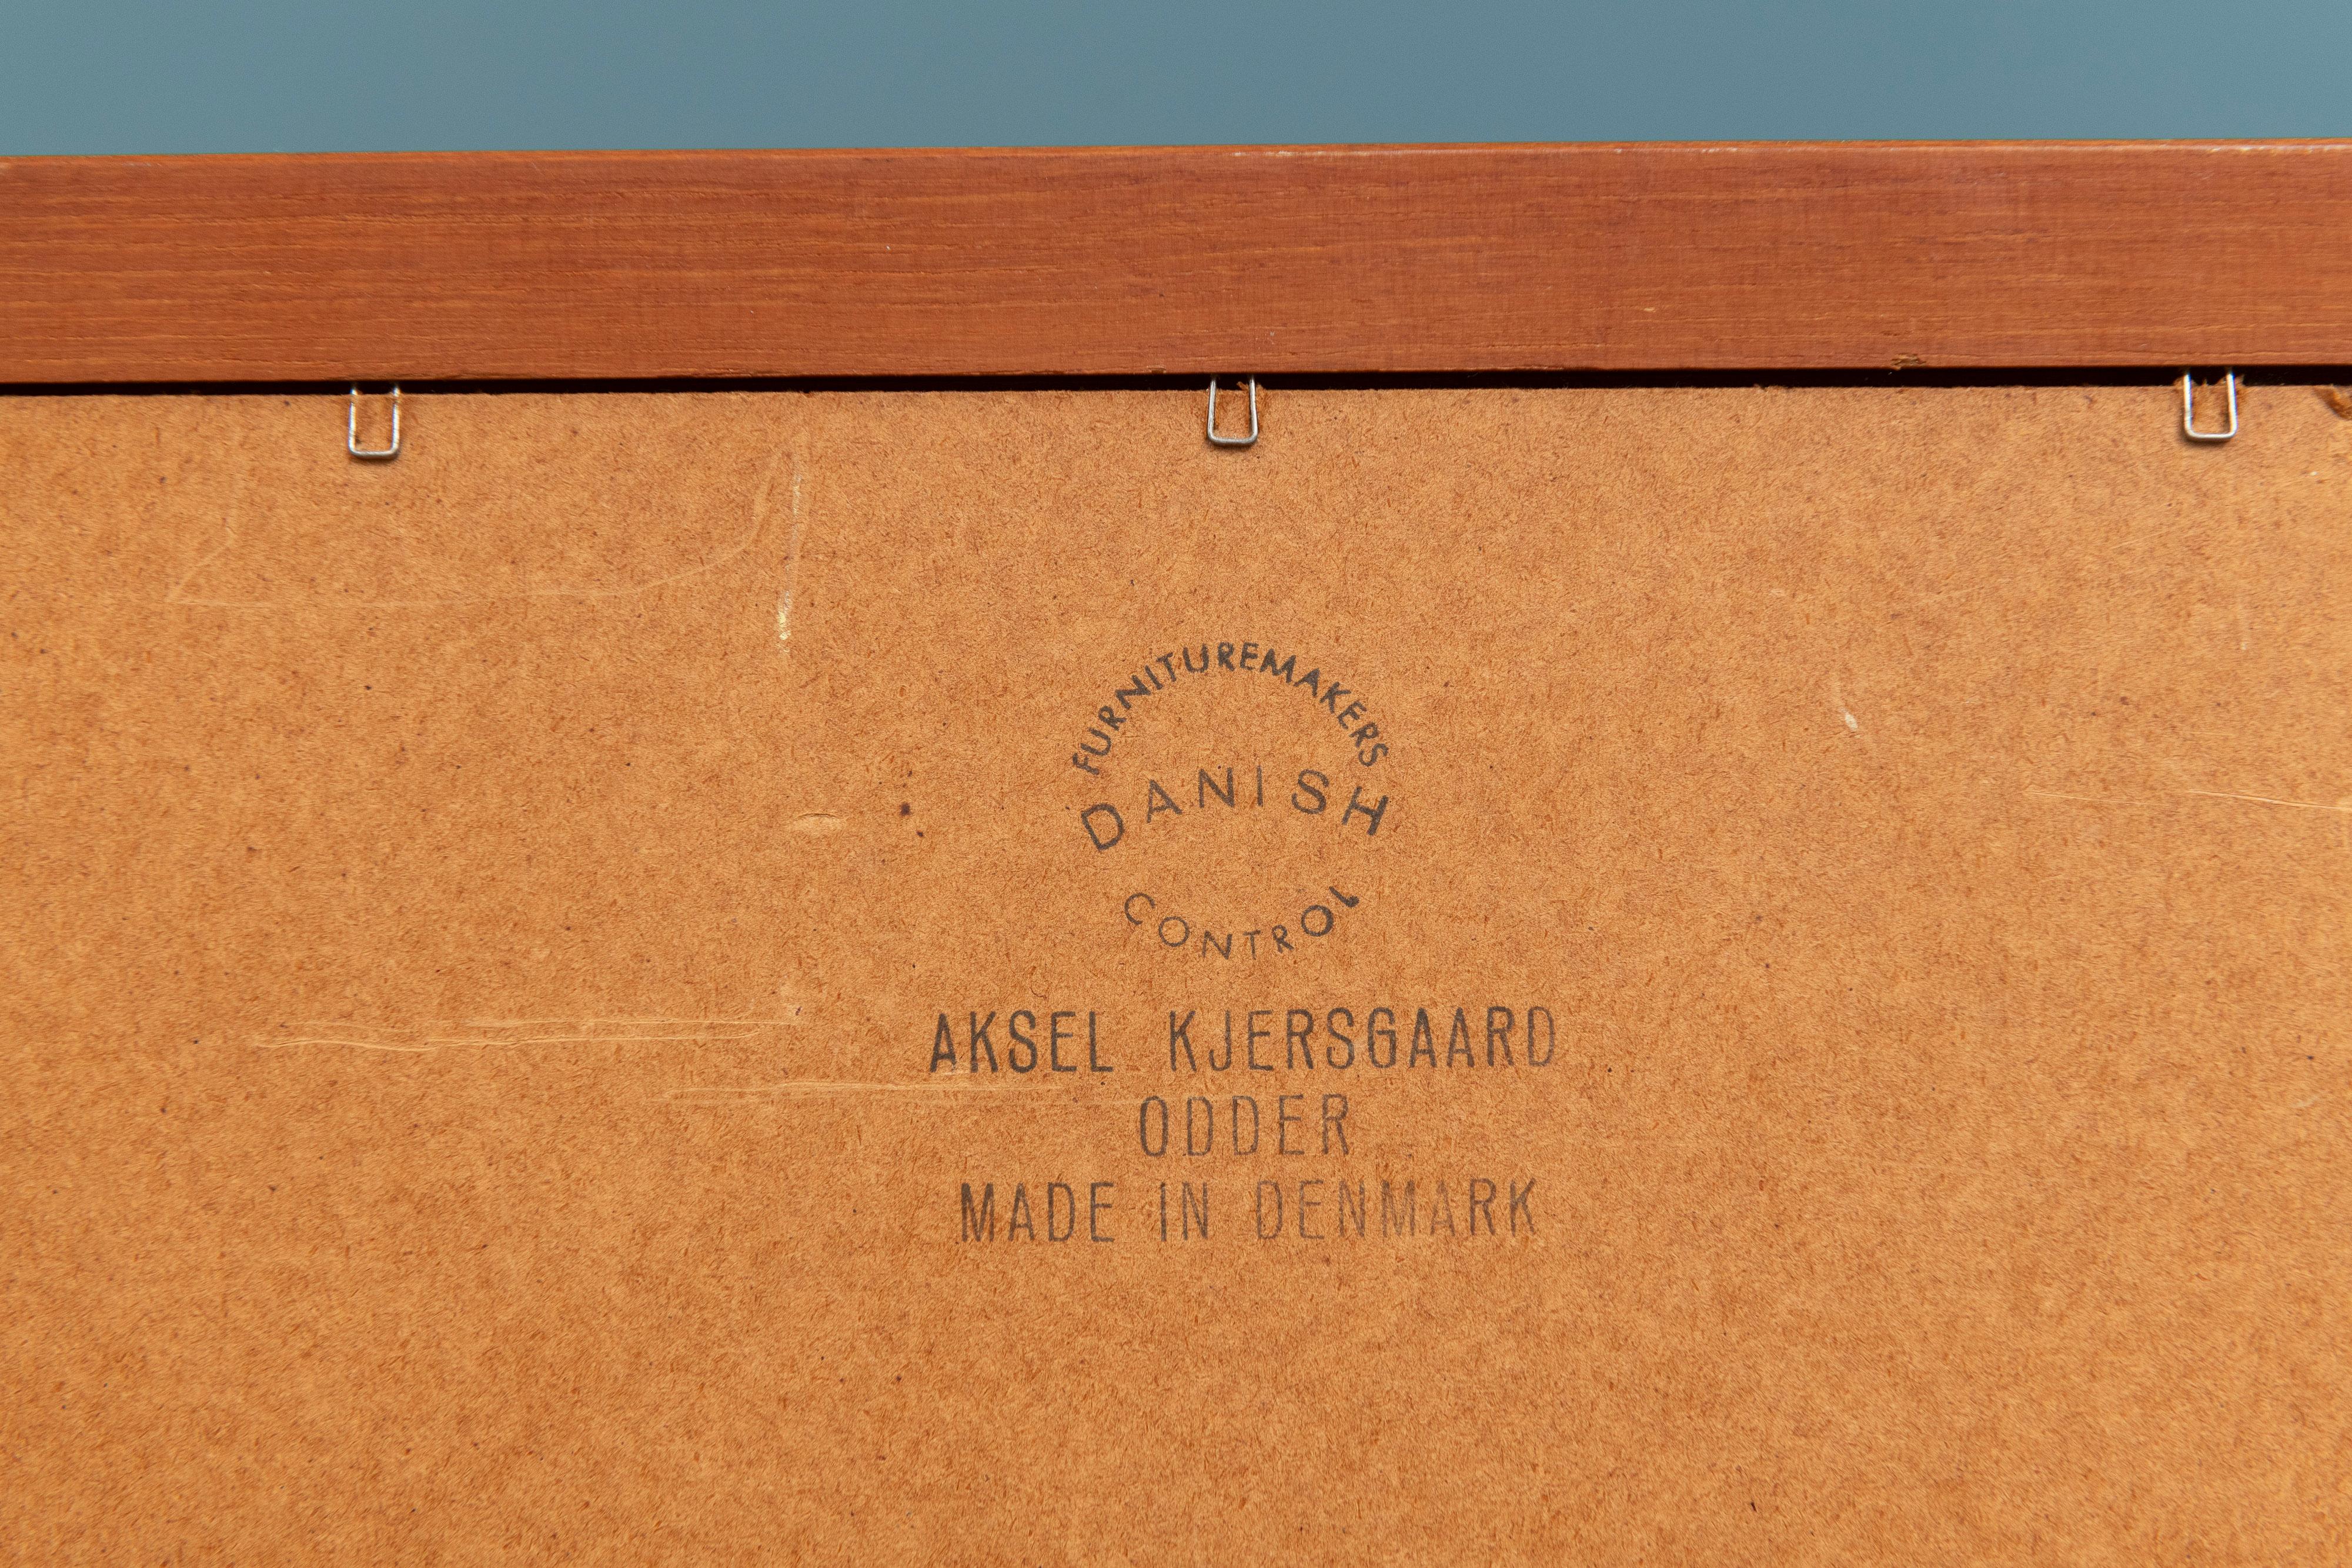 FURNITUREMAKERS
DANISH
CONTROL
AKSEL KJERSGAARD
ODDER
MADE IN DENMARK